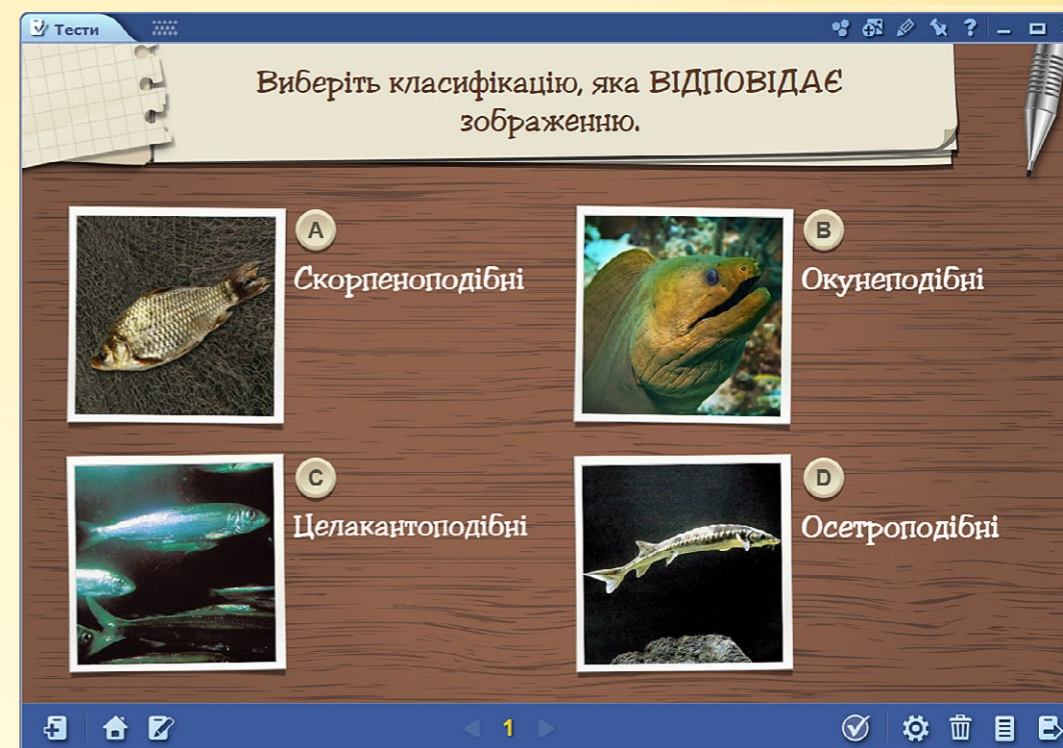 Тести
Виберіть класифікацію, яка ВІДПОВІДАЄ
зображенню.
A
Скорпеноподібні
B
Окунеподібні
C
Целакантоподібні
D
Осетроподібні
1